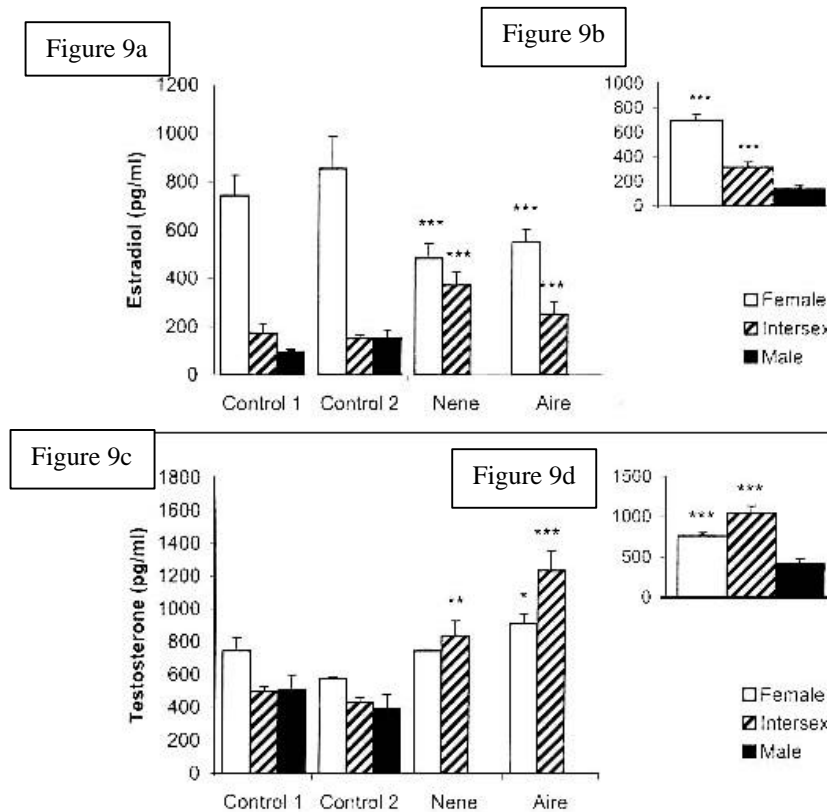 Figure 9a
Figure 9b
1200
1000
800
600
400
200
0
Estradiol (pg/ml)
***
***
***
***
Control 1
Control 2
Nene
Aire
1000
800
600
400
200
0
***
***
Female
Intersex
Male
Figure 9c
Figure 9d
1800
1600
1400
1200
1000
800
600
400
200
0
Testosterone (pg/ml)
**
*
***
Control 1
Control 2
Nene
Aire
1500
1000
500
0
***
***
Female
Intersex
Male